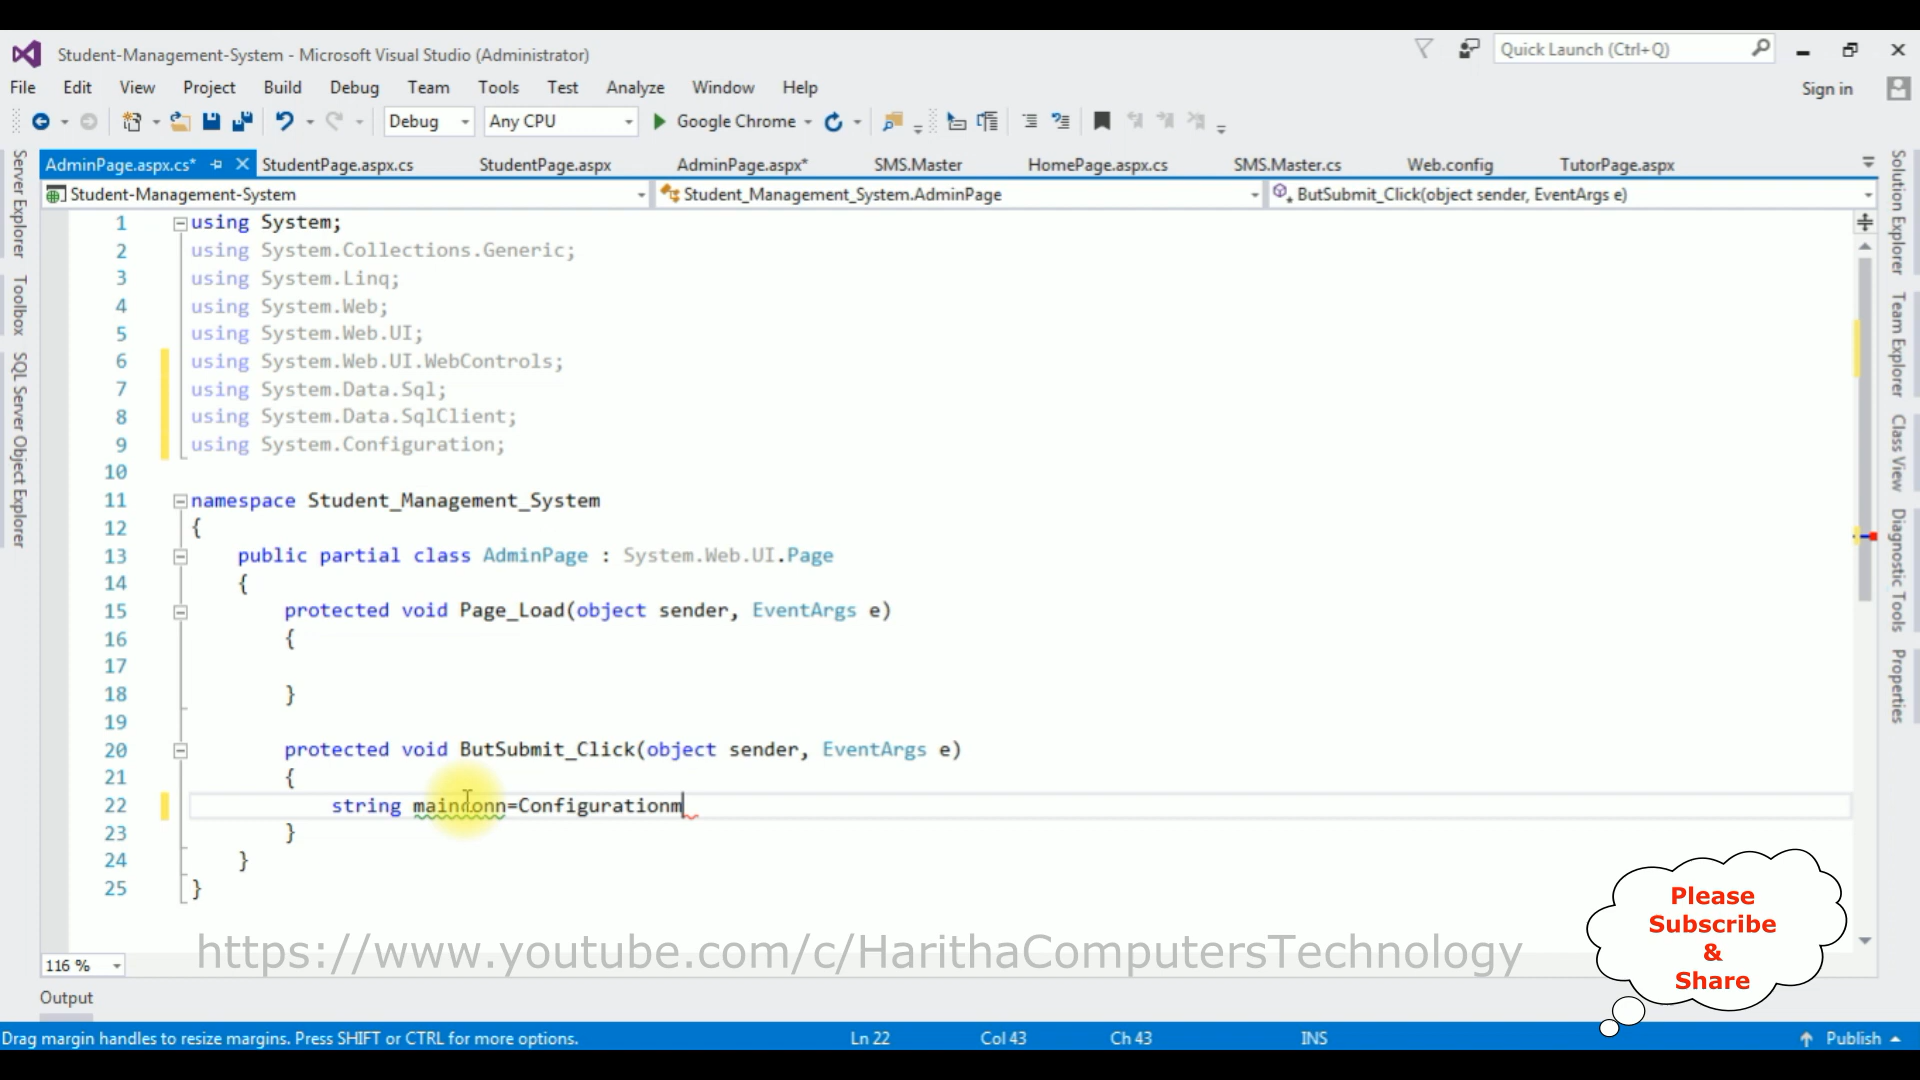 Student-Management-System - Microsoft Visual Studio (Administrator)
Quick Launch (Ctrl+Q)
File Edit View Project Build Debug Team Tools Test Analyze Window Help
Sign in
Debug Any CPU Google Chrome
AdminPage.aspx.cs* StudentPage.aspx.cs StudentPage.aspx AdminPage.aspx* SMS.Master HomePage.aspx.cs SMS.Master.cs Web.config TutorPage.aspx
Student-Management-System Student_Management_System.AdminPage ButSubmit_Click(object sender, EventArgs e)
Server Explorer
Toolbox
SQL Server Object Explorer
1 using System;
2 using System.Collections.Generic;
3 using System.Linq;
4 using System.Web;
5 using System.Web.UI;
6 using System.Web.UI.WebControls;
7 using System.Data.Sql;
8 using System.Data.SqlClient;
9 using System.Configuration;
10
11 namespace Student_Management_System
12 {
13 public partial class AdminPage : System.Web.UI.Page
14 {
15 protected void Page_Load(object sender, EventArgs e)
16 {
17
18 }
19
20 protected void ButSubmit_Click(object sender, EventArgs e)
21 {
22 string mainconn=Configurationm
23 }
24 }
25 }
Solution Explorer
Team Explorer
Class View
Diagnostic Tools
Properties
Please
Subscribe
&
Share
https://www.youtube.com/c/HarithaComputersTechnology
116 %
Output
Drag margin handles to resize margins. Press SHIFT or CTRL for more options. Ln 22 Col 43 Ch 43 INS Publish